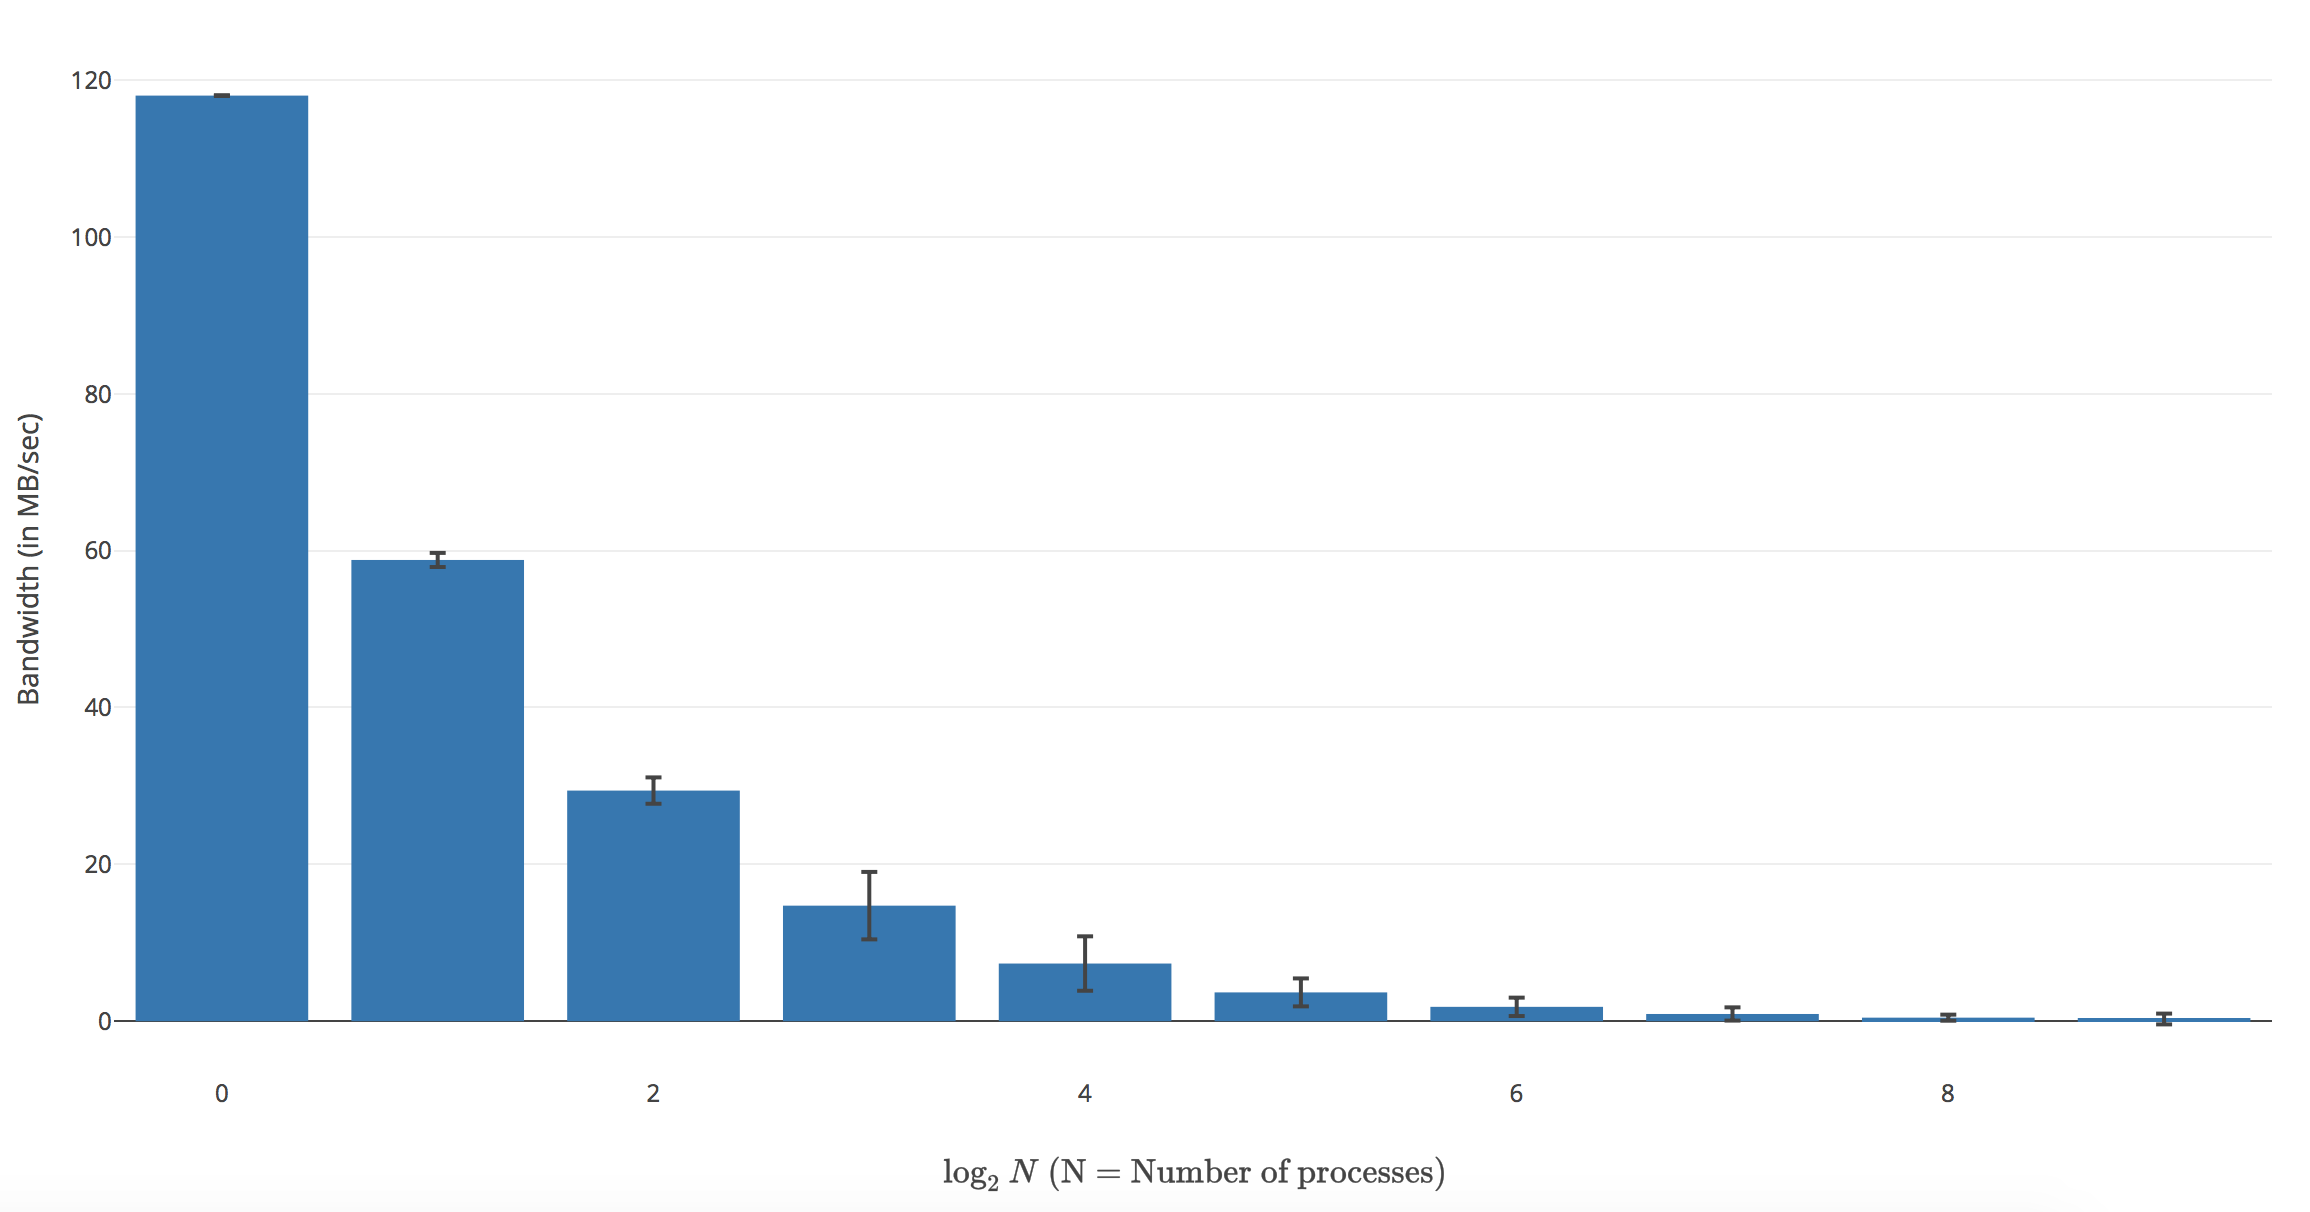 120
100
80
60
40
20
0
Bandwidth (in MB/sec)
0 2 4 6 8
log₂ N (N = Number of processes)